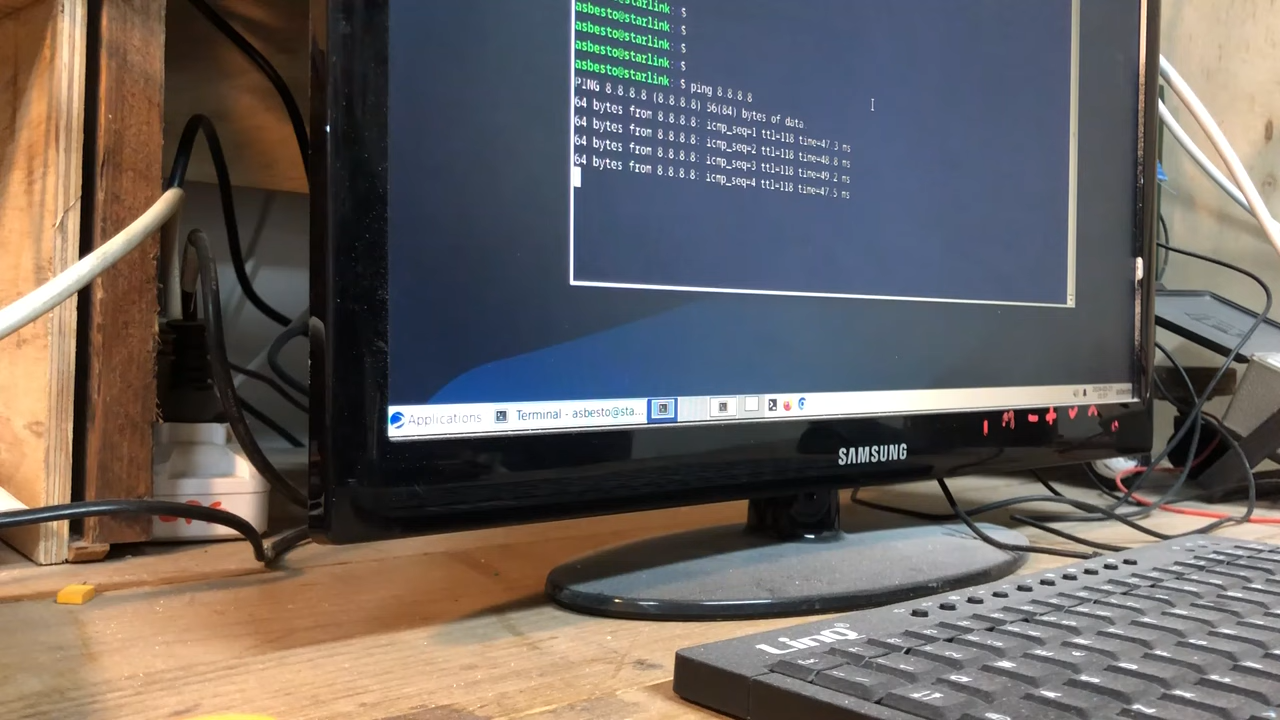 asbesto@starlink: $
asbesto@starlink: $
asbesto@starlink: $
asbesto@starlink: $
asbesto@starlink: $ ping 8.8.8.8
PING 8.8.8.8 (8.8.8.8) 56(84) bytes of data.
64 bytes from 8.8.8.8: icmp_seq=1 ttl=118 time=47.3 ms
64 bytes from 8.8.8.8: icmp_seq=2 ttl=118 time=48.8 ms
64 bytes from 8.8.8.8: icmp_seq=3 ttl=118 time=49.2 ms
64 bytes from 8.8.8.8: icmp_seq=4 ttl=118 time=47.5 ms
Applications
Terminal - asbesto@sta...
SAMSUNG
LinQ®